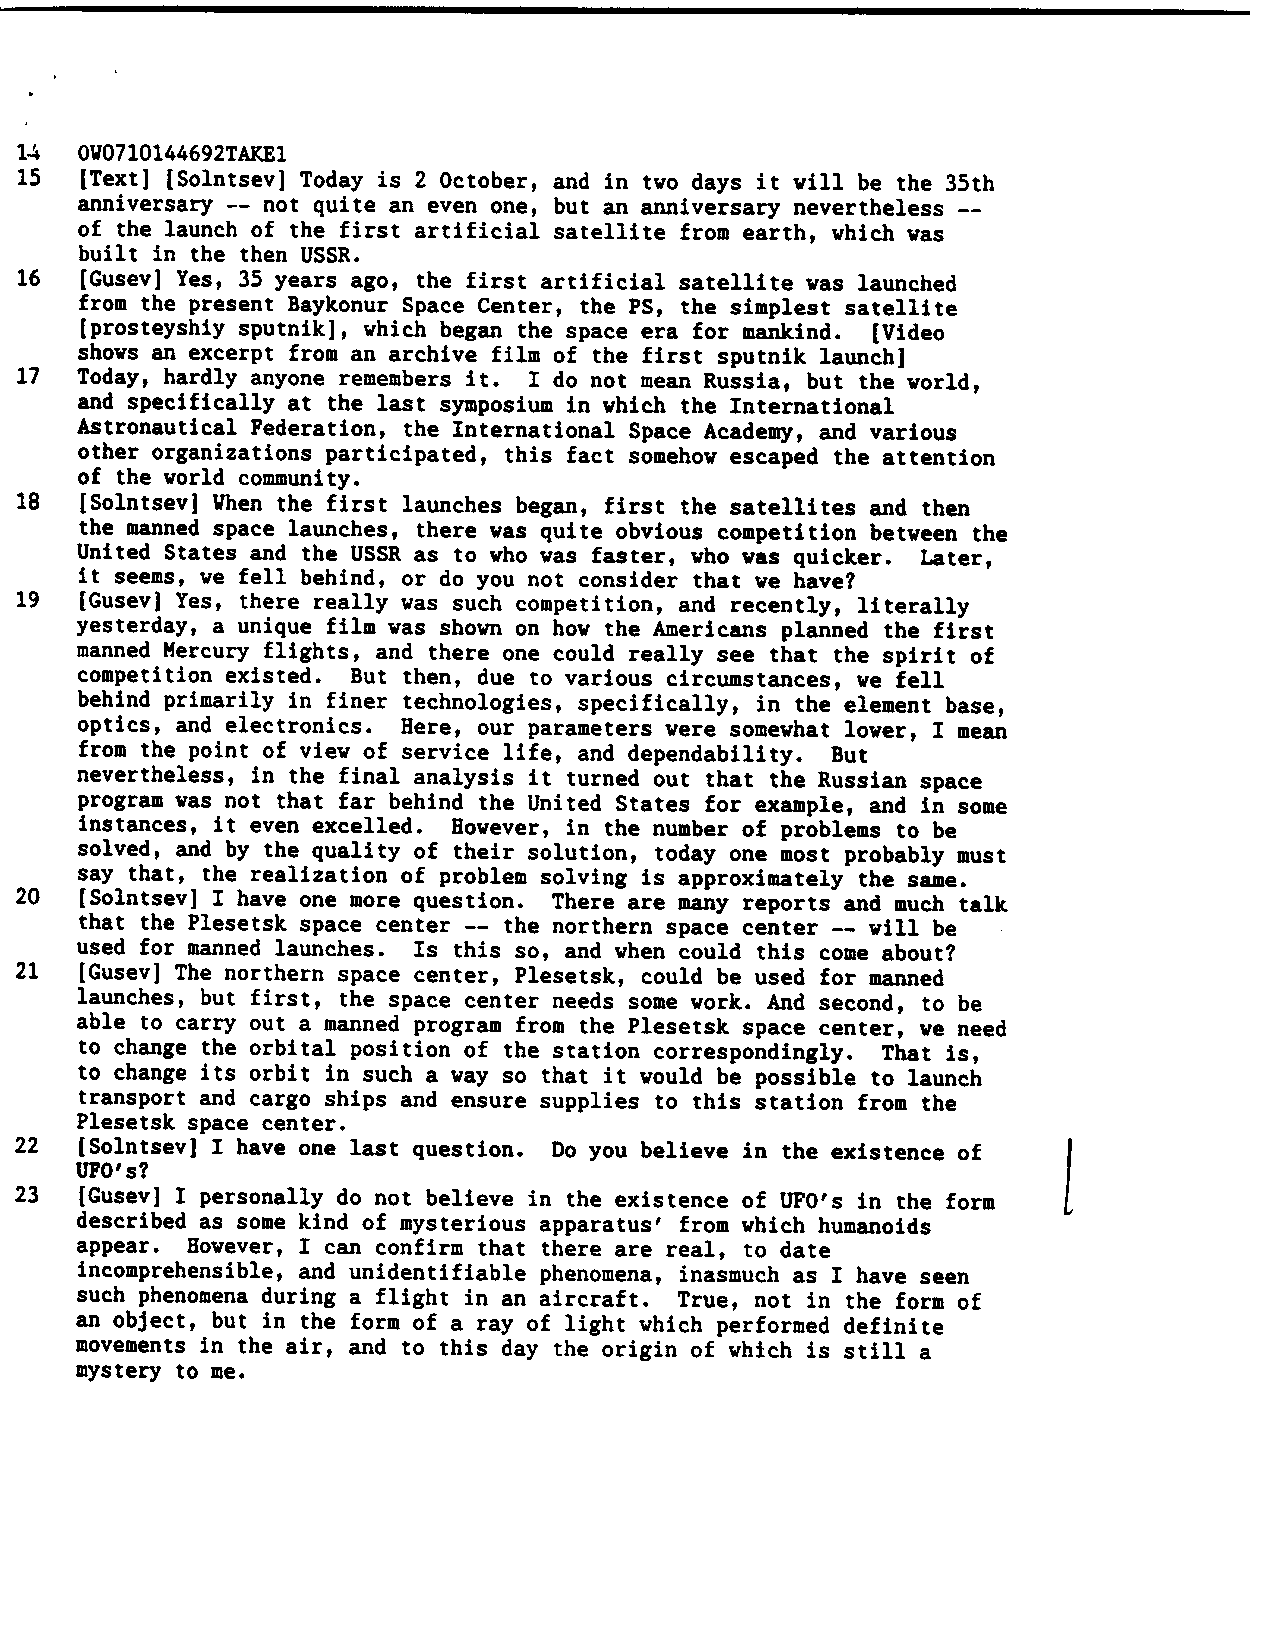 14 OW0710144692TAKE1
15 [Text] [Solntsev] Today is 2 October, and in two days it will be the 35th
anniversary -- not quite an even one, but an anniversary nevertheless --
of the launch of the first artificial satellite from earth, which was
built in the then USSR.
16 [Gusev] Yes, 35 years ago, the first artificial satellite was launched
from the present Baykonur Space Center, the PS, the simplest satellite
[prosteyshiy sputnik], which began the space era for mankind. [Video
shows an excerpt from an archive film of the first sputnik launch]
17 Today, hardly anyone remembers it. I do not mean Russia, but the world,
and specifically at the last symposium in which the International
Astronautical Federation, the International Space Academy, and various
other organizations participated, this fact somehow escaped the attention
of the world community.
18 [Solntsev] When the first launches began, first the satellites and then
the manned space launches, there was quite obvious competition between the
United States and the USSR as to who was faster, who was quicker. Later,
it seems, we fell behind, or do you not consider that we have?
19 [Gusev] Yes, there really was such competition, and recently, literally
yesterday, a unique film was shown on how the Americans planned the first
manned Mercury flights, and there one could really see that the spirit of
competition existed. But then, due to various circumstances, we fell
behind primarily in finer technologies, specifically, in the element base,
optics, and electronics. Here, our parameters were somewhat lower, I mean
from the point of view of service life, and dependability. But
nevertheless, in the final analysis it turned out that the Russian space
program was not that far behind the United States for example, and in some
instances, it even excelled. However, in the number of problems to be
solved, and by the quality of their solution, today one most probably must
say that, the realization of problem solving is approximately the same.
20 [Solntsev] I have one more question. There are many reports and much talk
that the Plesetsk space center -- the northern space center -- will be
used for manned launches. Is this so, and when could this come about?
21 [Gusev] The northern space center, Plesetsk, could be used for manned
launches, but first, the space center needs some work. And second, to be
able to carry out a manned program from the Plesetsk space center, we need
to change the orbital position of the station correspondingly. That is,
to change its orbit in such a way so that it would be possible to launch
transport and cargo ships and ensure supplies to this station from the
Plesetsk space center.
22 [Solntsev] I have one last question. Do you believe in the existence of
UFO's?
23 [Gusev] I personally do not believe in the existence of UFO's in the form
described as some kind of mysterious apparatus' from which humanoids
appear. However, I can confirm that there are real, to date
incomprehensible, and unidentifiable phenomena, inasmuch as I have seen
such phenomena during a flight in an aircraft. True, not in the form of
an object, but in the form of a ray of light which performed definite
movements in the air, and to this day the origin of which is still a
mystery to me.